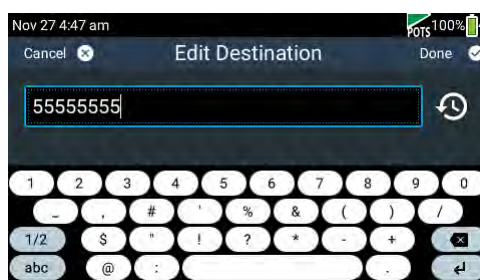 Nov 27 4:47 am POTS 100%
Cancel Edit Destination Done
55555555
1 2 3 4 5 6 7 8 9 0
_ , # ' % & ( ) /
1/2 $ " ! ? * - +
abc @ : .